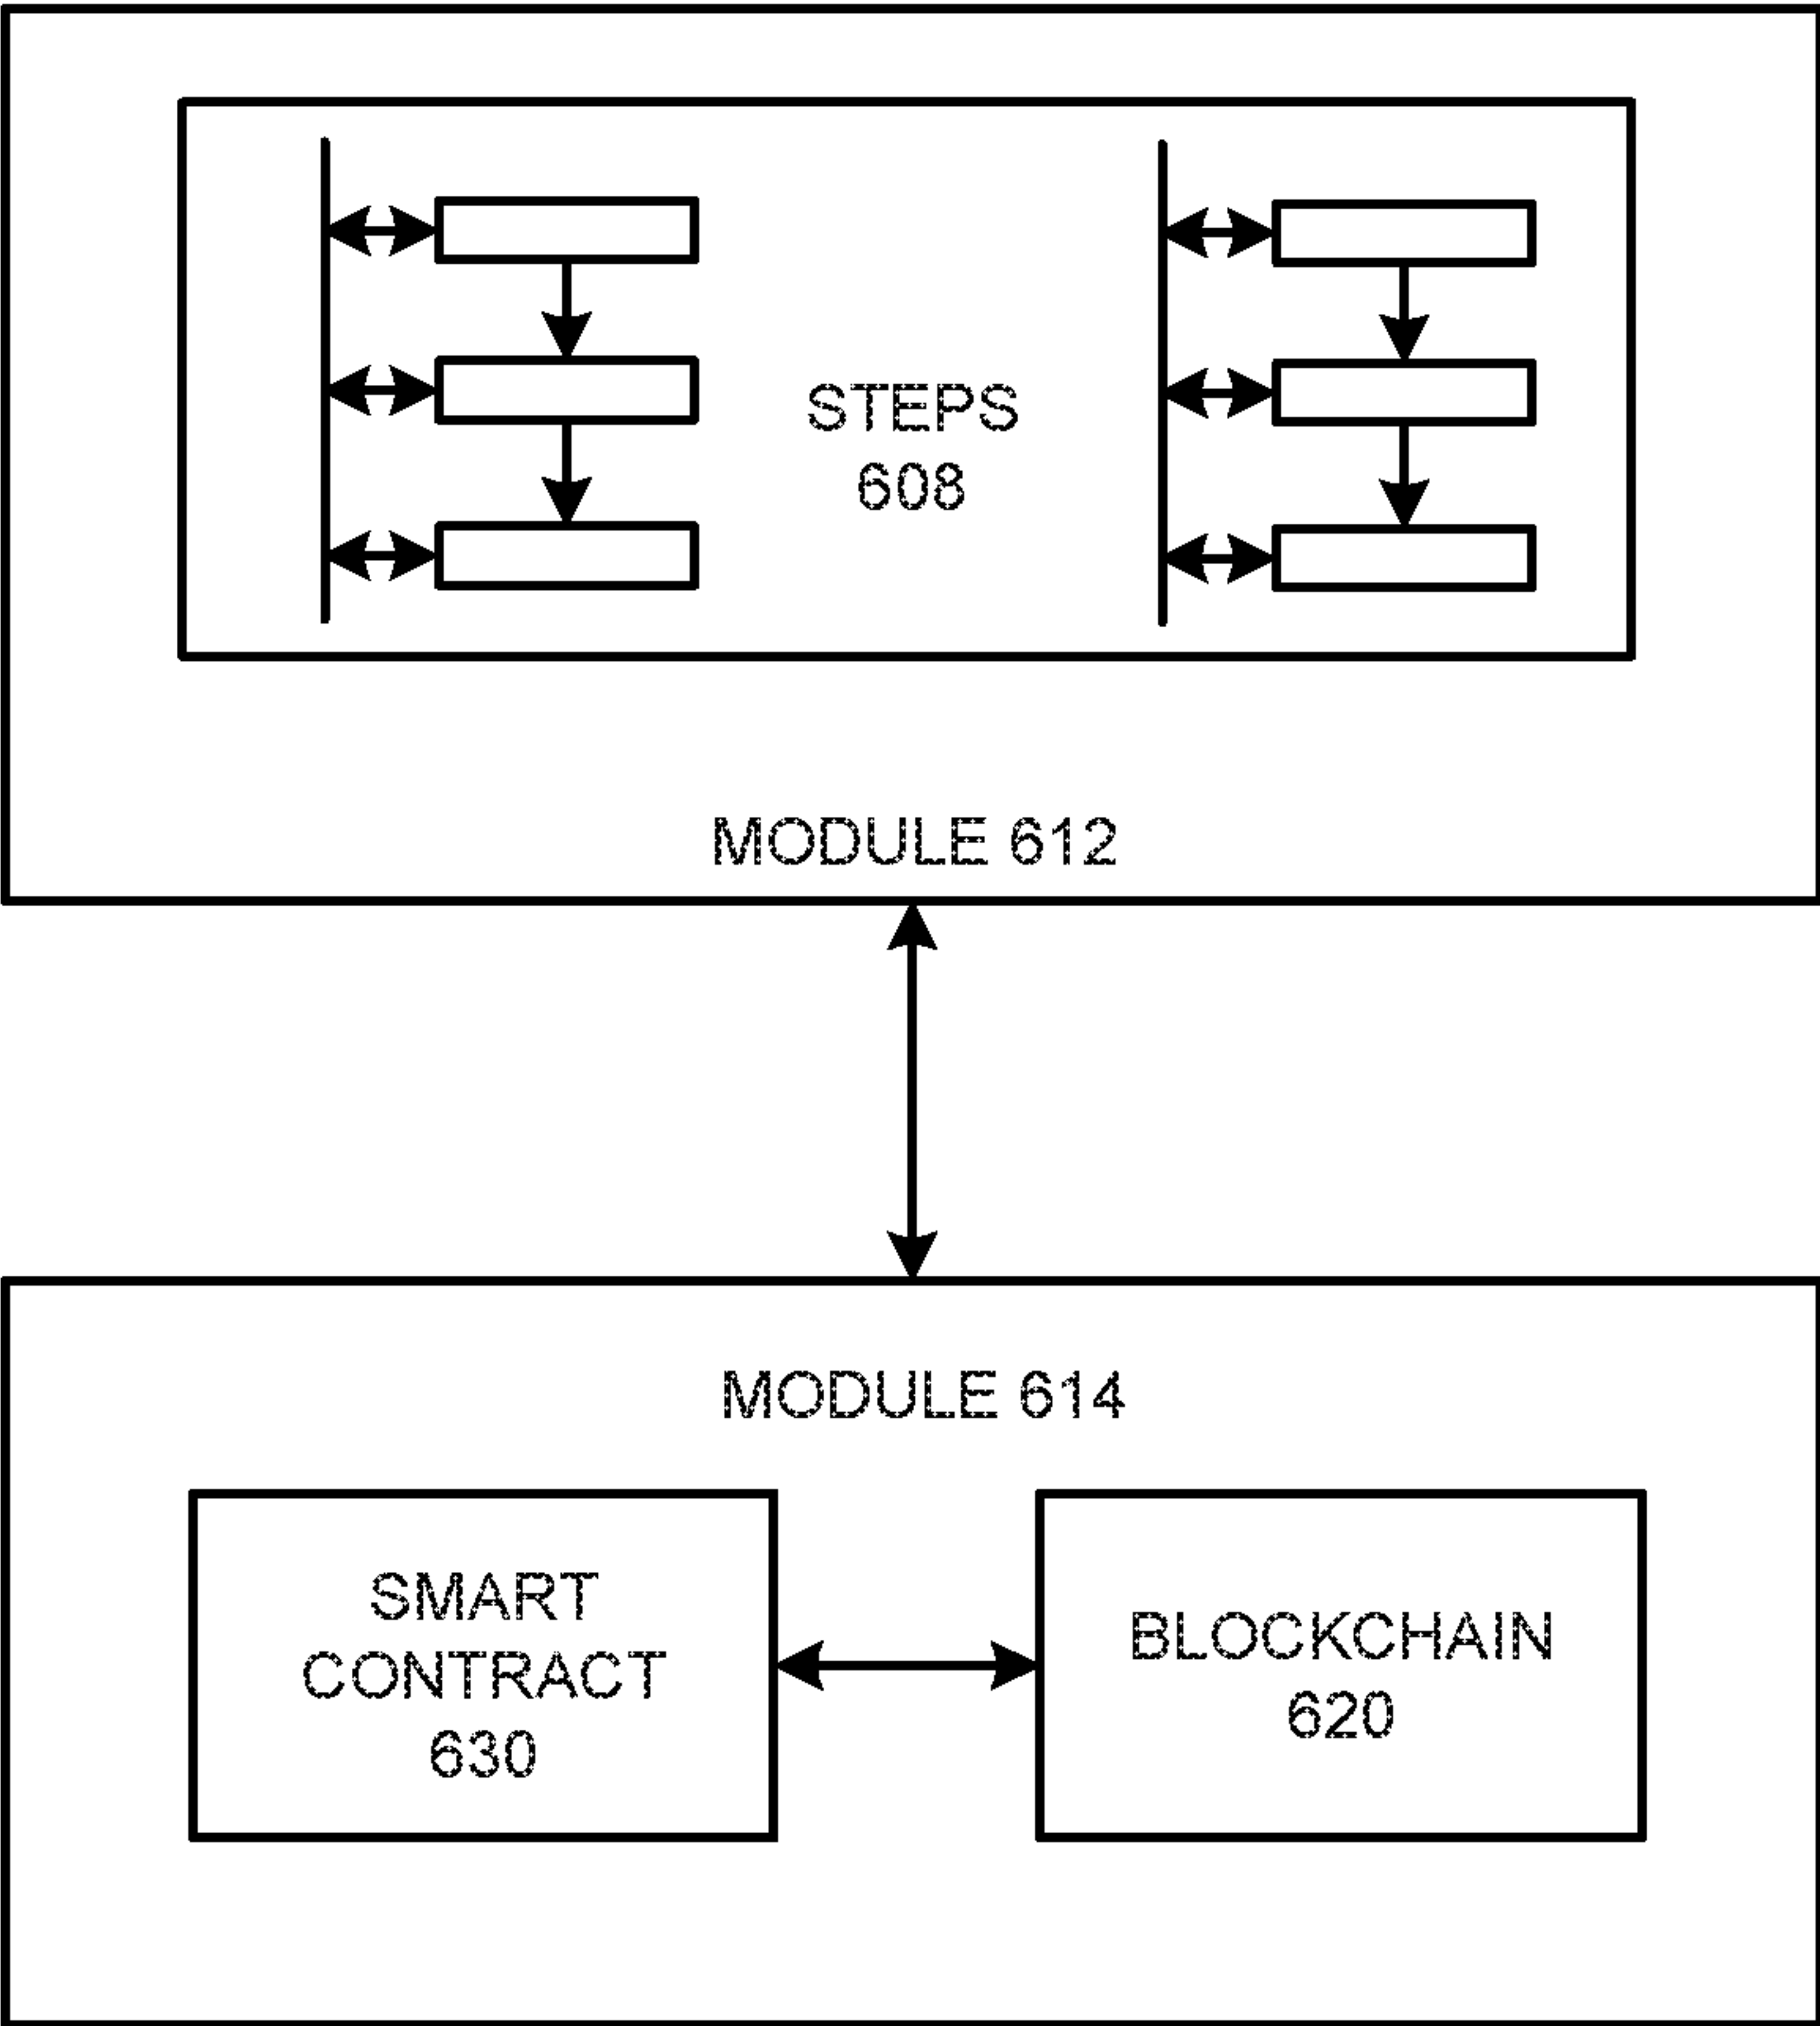 STEPS
608
MODULE 612
MODULE 614
SMART
CONTRACT
630
BLOCKCHAIN
620